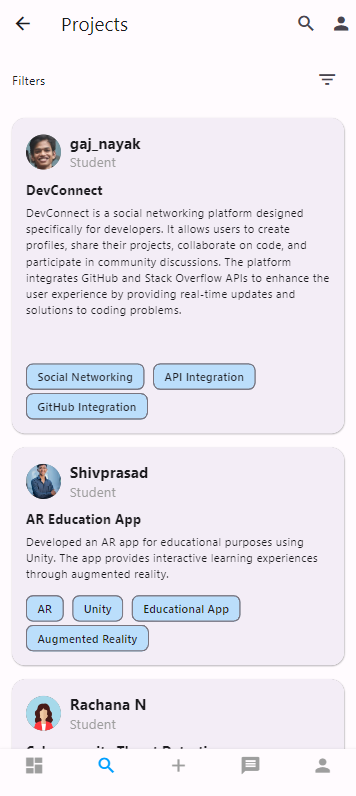 Projects
Filters
gaj_nayak
Student
DevConnect
DevConnect is a social networking platform designed
specifically for developers. It allows users to create
profiles, share their projects, collaborate on code, and
participate in community discussions. The platform
integrates GitHub and Stack Overflow APIs to enhance the
user experience by providing real-time updates and
solutions to coding problems.
Social Networking
API Integration
GitHub Integration
Shivprasad
Student
AR Education App
Developed an AR app for educational purposes using
Unity. The app provides interactive learning experiences
through augmented reality.
AR
Unity
Educational App
Augmented Reality
Rachana N
Student